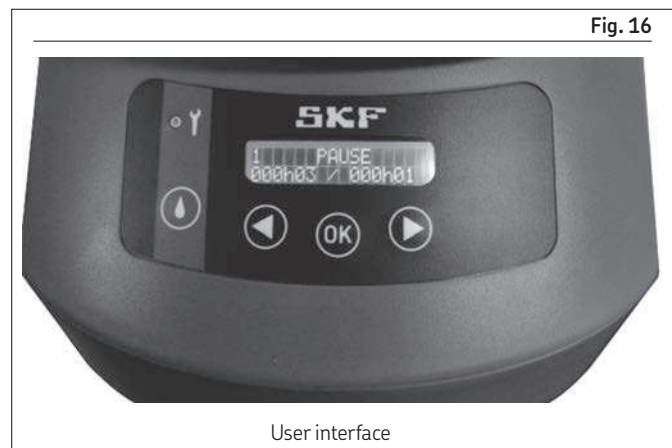 Fig. 16
SKF
1 PAUSE
000h03 / 000h01
OK
User interface